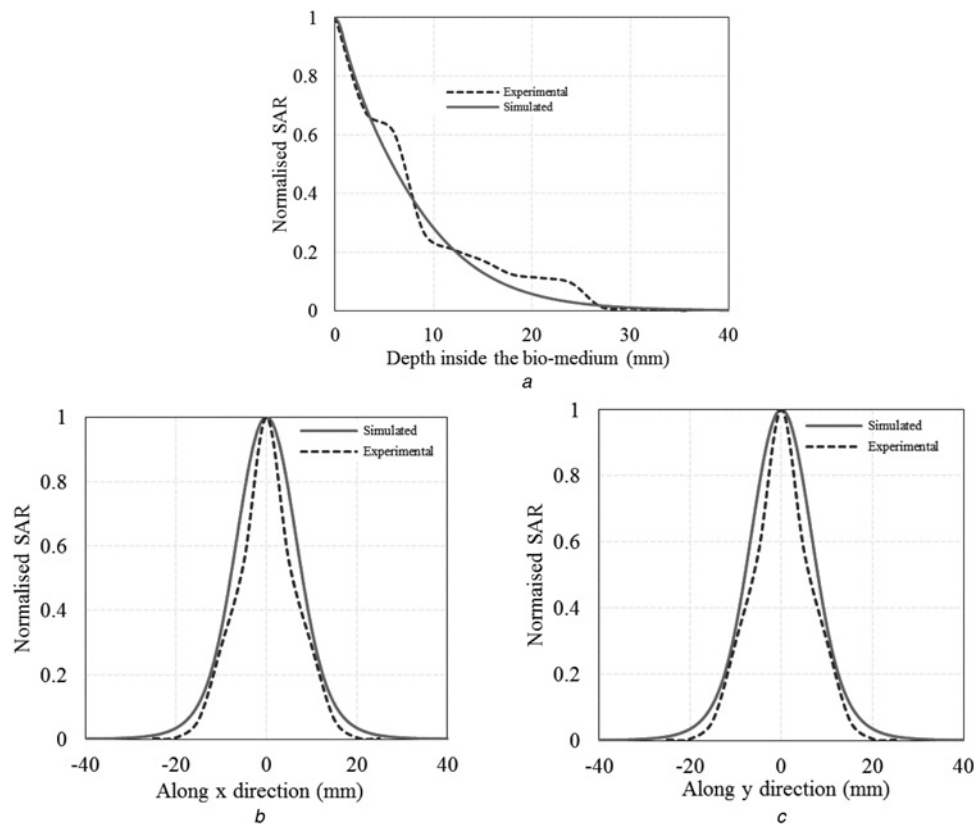 1
0.8
0.6
0.4
0.2
0
Normalised SAR
Experimental
Simulated
0 10 20 30 40
Depth inside the bio-medium (mm)
a
1
0.8
0.6
0.4
0.2
0
Normalised SAR
Simulated
Experimental
-40 -20 0 20 40
Along x direction (mm)
b
1
0.8
0.6
0.4
0.2
0
Normaised SAR
Simulated
Experimental
-40 -20 0 20 40
Along y direction (mm)
c